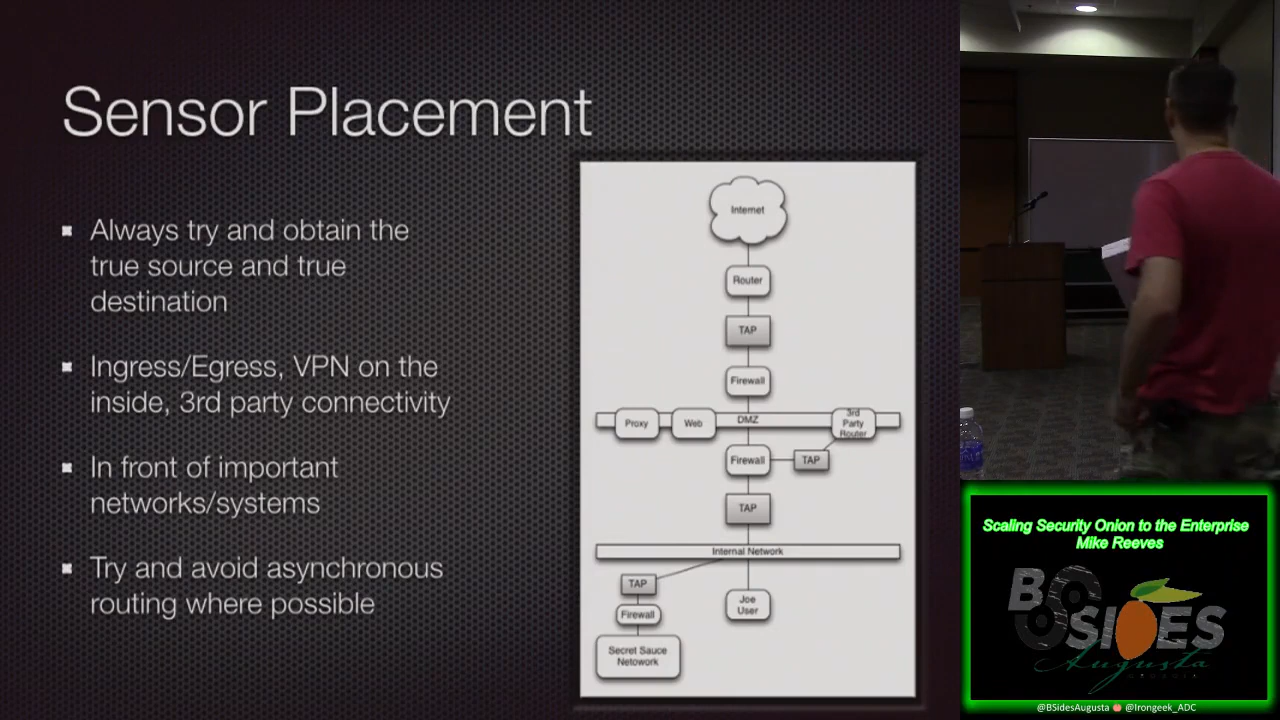 Sensor Placement
Always try and obtain the
true source and true
destination
Ingress/Egress, VPN on the
inside, 3rd party connectivity
In front of important
networks/systems
Try and avoid asynchronous
routing where possible
Internet
Router
TAP
Firewall
Proxy
Web
DMZ
3rd
Party
Router
Firewall
TAP
TAP
Internal Network
TAP
Firewall
Joe
User
Secret Sauce
Netowork
Scaling Security Onion to the Enterprise
Mike Reeves
BSIDES
Augusta
GEORGIA
@BSidesAugusta @Irongeek_ADC